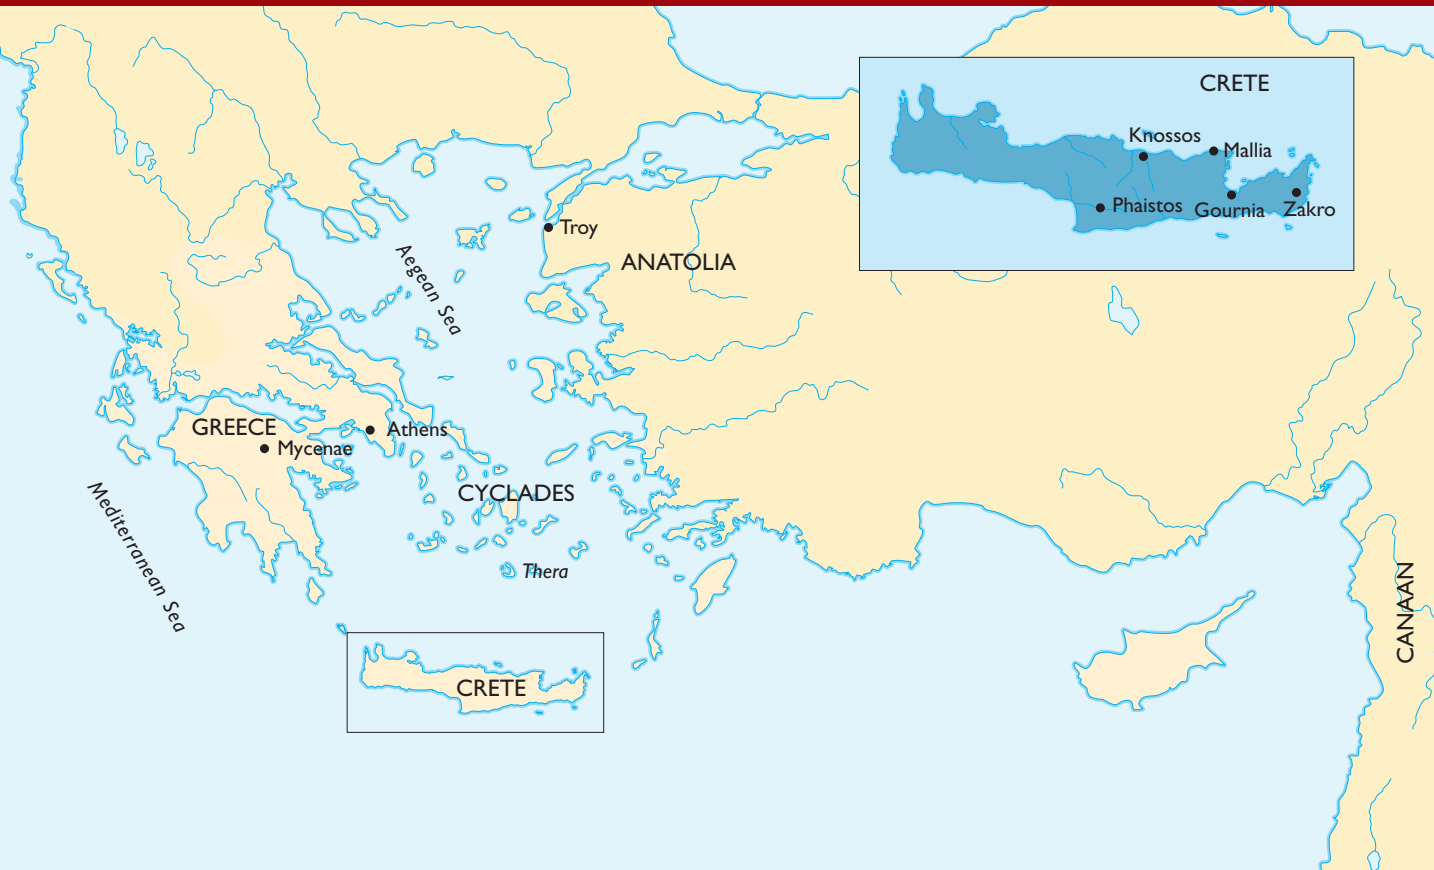 CRETE
Knossos
Mallia
Phaistos
Gournia
Zakro
Troy
Aegean Sea
ANATOLIA
GREECE
Athens
Mycenae
CYCLADES
Mediterranean Sea
Thera
CANAAN
CRETE